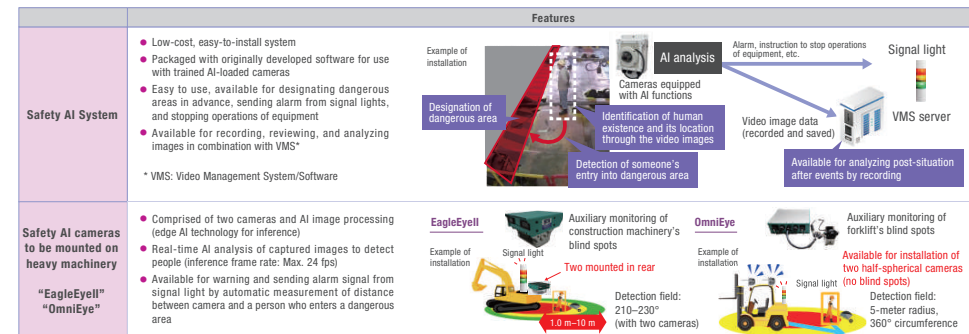 Features
Safety AI System
● Low-cost, easy-to-install system
● Packaged with originally developed software for use
with trained AI-loaded cameras
● Easy to use, available for designating dangerous
areas in advance, sending alarm from signal lights,
and stopping operations of equipment
● Available for recording, reviewing, and analyzing
images in combination with VMS*
* VMS: Video Management System/Software
Example of
installation
Designation of
dangerous area
AI analysis
Cameras equipped
with AI functions
Identification of human
existence and its location
through the video images
Detection of someone's
entry into dangerous area
Alarm, instruction to stop operations
of equipment, etc.
Signal light
Video image data
(recorded and saved)
VMS server
Available for analyzing post-situation
after events by recording
Safety AI cameras
to be mounted on
heavy machinery
"EagleEyeII"
"OmniEye"
● Comprised of two cameras and AI image processing
(edge AI technology for inference)
● Real-time AI analysis of captured images to detect
people (inference frame rate: Max. 24 fps)
● Available for warning and sending alarm signal from
signal light by automatic measurement of distance
between camera and a person who enters a dangerous
area
EagleEyeII
Example of
installation
Signal light
Auxiliary monitoring of
construction machinery's
blind spots
Two mounted in rear
1.0 m–10 m
Detection field:
210–230°
(with two cameras)
OmniEye
Example of
installation
Signal light
Auxiliary monitoring of
forklift's blind spots
Available for installation of
two half-spherical cameras
(no blind spots)
Detection field:
5-meter radius,
360° circumference